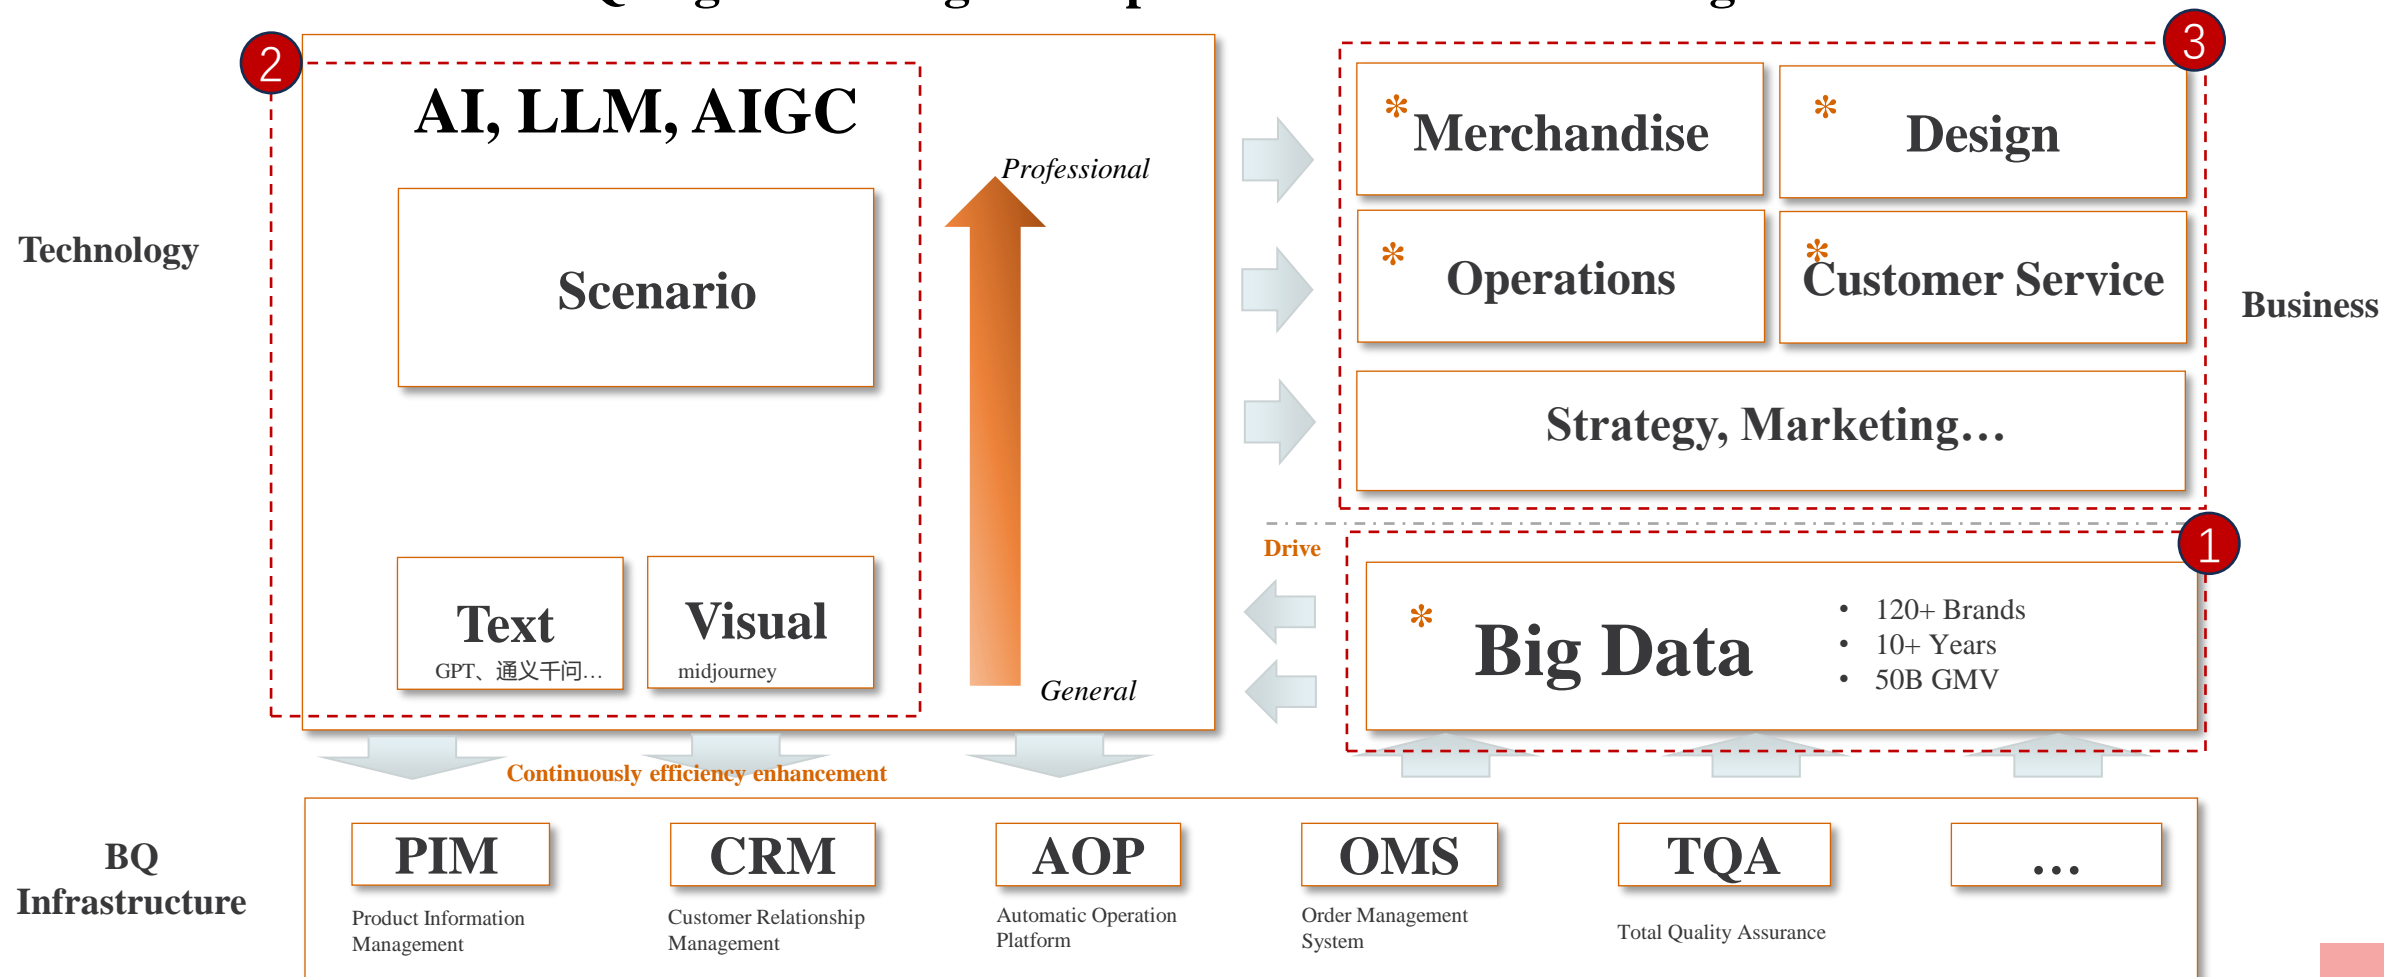 2
AI, LLM, AIGC
Professional
Scenario
Technology
Text
GPT、通义千问…
Visual
midjourney
General
3
* Merchandise
* Design
* Operations
* Customer Service
Strategy, Marketing…
Business
Drive
1
* Big Data
• 120+ Brands
• 10+ Years
• 50B GMV
Continuously efficiency enhancement
BQ
Infrastructure
PIM
Product Information
Management
CRM
Customer Relationship
Management
AOP
Automatic Operation
Platform
OMS
Order Management
System
TQA
Total Quality Assurance
…